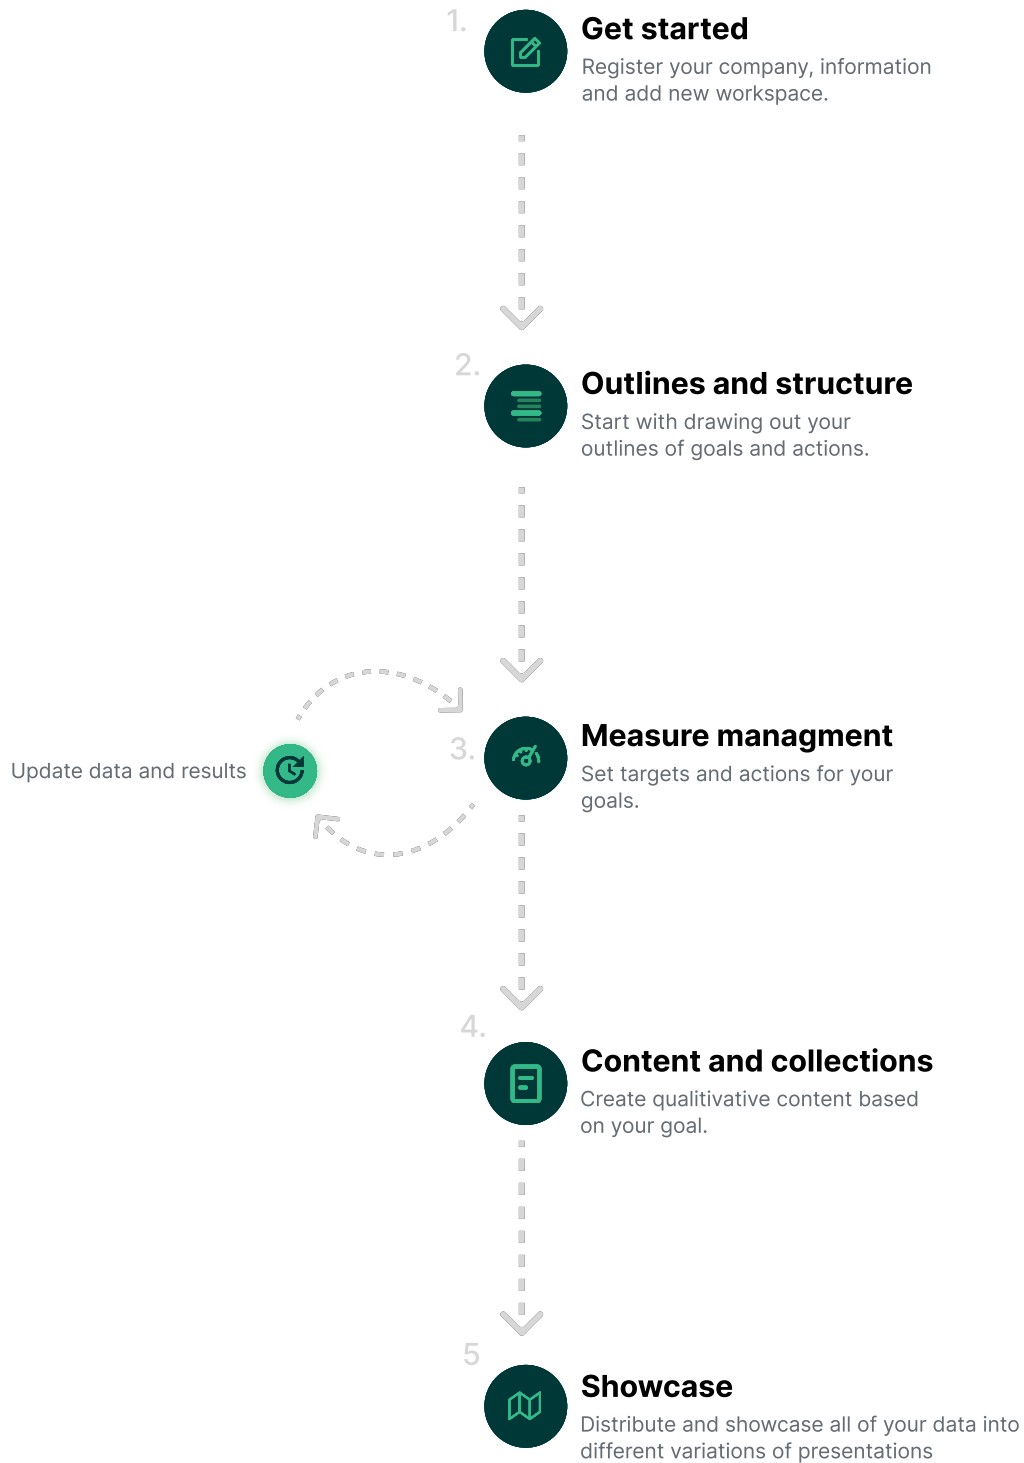 1.
Get started
Register your company, information
and add new workspace.
2.
Outlines and structure
Start with drawing out your
outlines of goals and actions.
Update data and results
3.
Measure managment
Set targets and actions for your
goals.
4.
Content and collections
Create qualitivative content based
on your goal.
5
Showcase
Distribute and showcase all of your data into
different variations of presentations